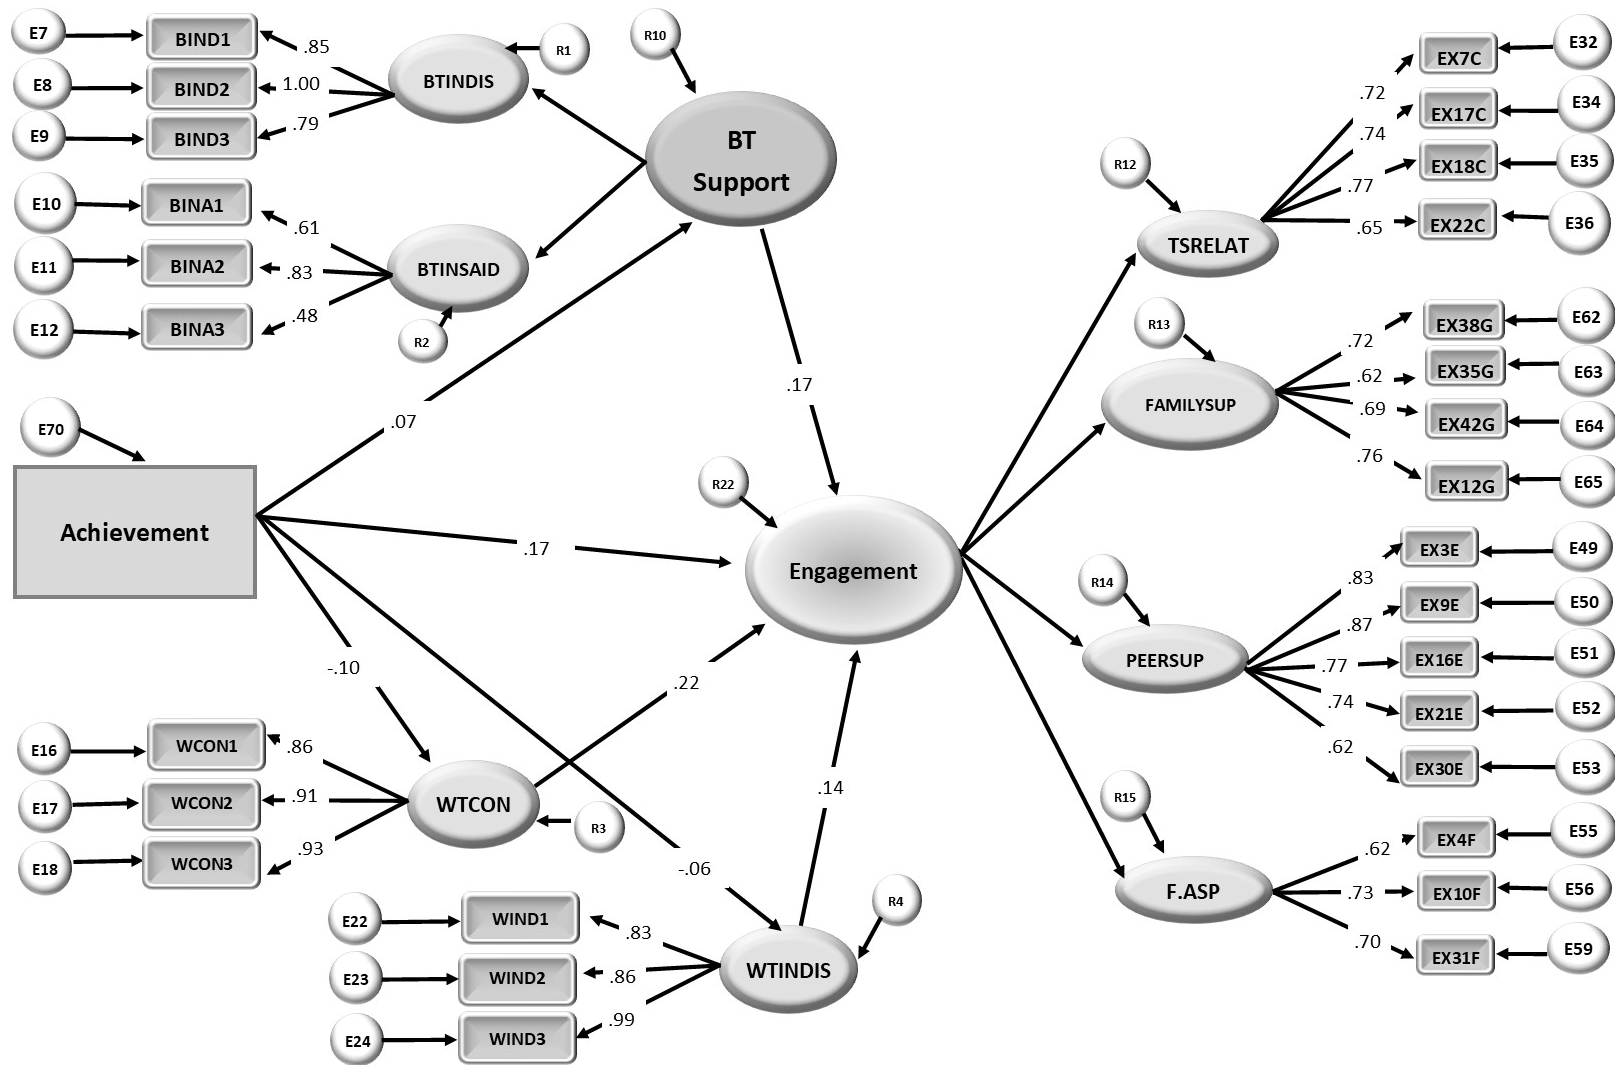 E7
BIND1
.85
E8
BIND2
1.00
E9
BIND3
.79
BTINDIS
R1
R10
BT
Support
E10
BINA1
.61
E11
BINA2
.83
E12
BINA3
.48
BTINSAID
R2
.07
.17
E70
Achievement
.17
R22
Engagement
-.10
.22
.14
-.06
E16
WCON1
.86
E17
WCON2
.91
E18
WCON3
.93
WTCON
R3
E22
WIND1
.83
E23
WIND2
.86
E24
WIND3
.99
WTINDIS
R4
R12
TSRELAT
.72
EX7C
E32
.74
EX17C
E34
.77
EX18C
E35
.65
EX22C
E36
R13
FAMILYSUP
.72
EX38G
E62
.62
EX35G
E63
.69
EX42G
E64
.76
EX12G
E65
R14
PEERSUP
.83
EX3E
E49
.87
EX9E
E50
.77
EX16E
E51
.74
EX21E
E52
.62
EX30E
E53
R15
F.ASP
.62
EX4F
E55
.73
EX10F
E56
.70
EX31F
E59